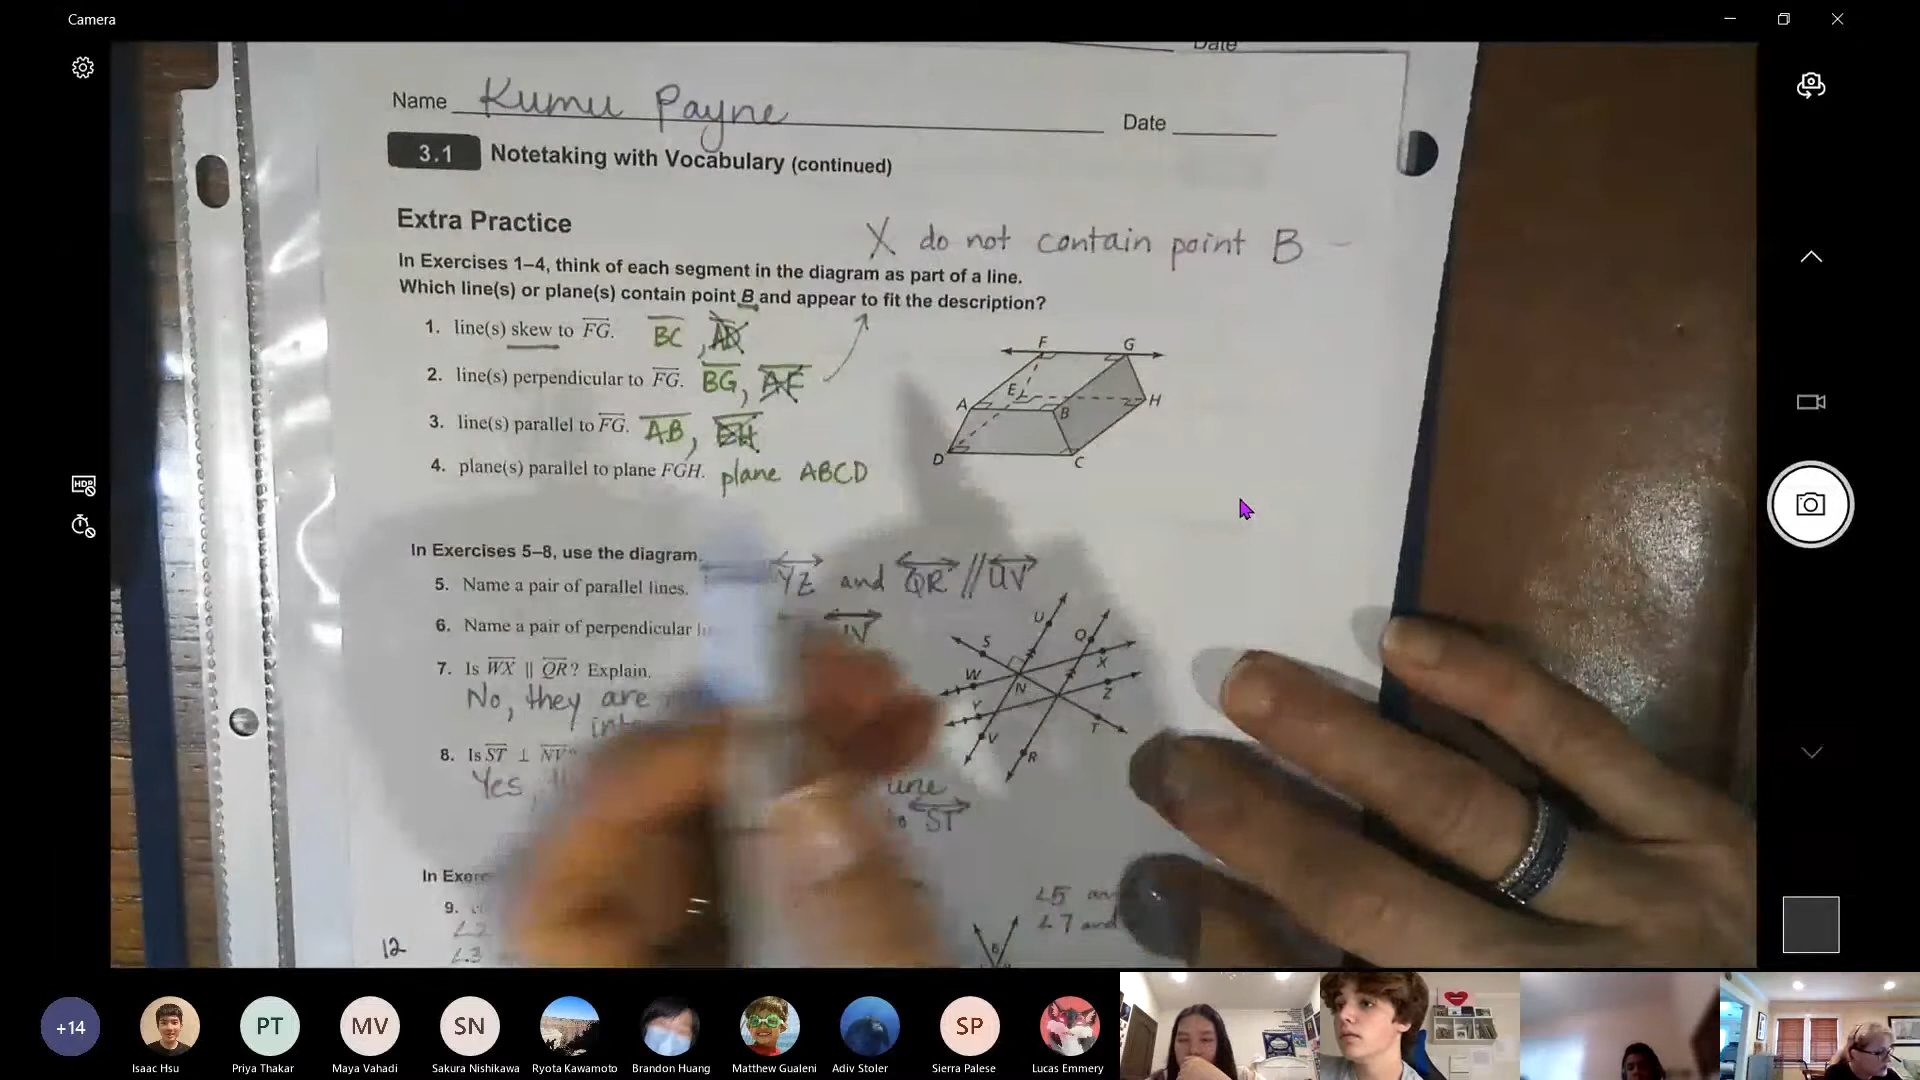 Camera
Date
Name Kumu Payne Date
3.1 Notetaking with Vocabulary (continued)
Extra Practice
X do not contain point B
In Exercises 1–4, think of each segment in the diagram as part of a line.
Which line(s) or plane(s) contain point B and appear to fit the description?
1. line(s) skew to FG. BC, AD
2. line(s) perpendicular to FG. BG, AF
3. line(s) parallel to FG. AB, EH
4. plane(s) parallel to plane FGH. plane ABCD
F G
E
A B H
D C
In Exercises 5–8, use the diagram.
5. Name a pair of parallel lines. YZ and QR // UV
6. Name a pair of perpendicular
7. Is WX || QR? Explain.
No, they are
8. Is ST ⊥ NV
Yes,
line
ST
U
S Q
X
W
N Z
Y
T
V
R
In
9.
∠2
∠3
12
∠5
∠7 and
6
+14
Isaac Hsu
PT
Priya Thakar
MV
Maya Vahadi
SN
Sakura Nishikawa
Ryota Kawamoto
Brandon Huang
Matthew Gualeni
Adiv Stoler
SP
Sierra Palese
Lucas Emmery